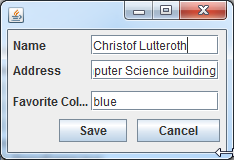 Name Christof Lutteroth
Address puter Science building
Favorite Col... blue
Save Cancel